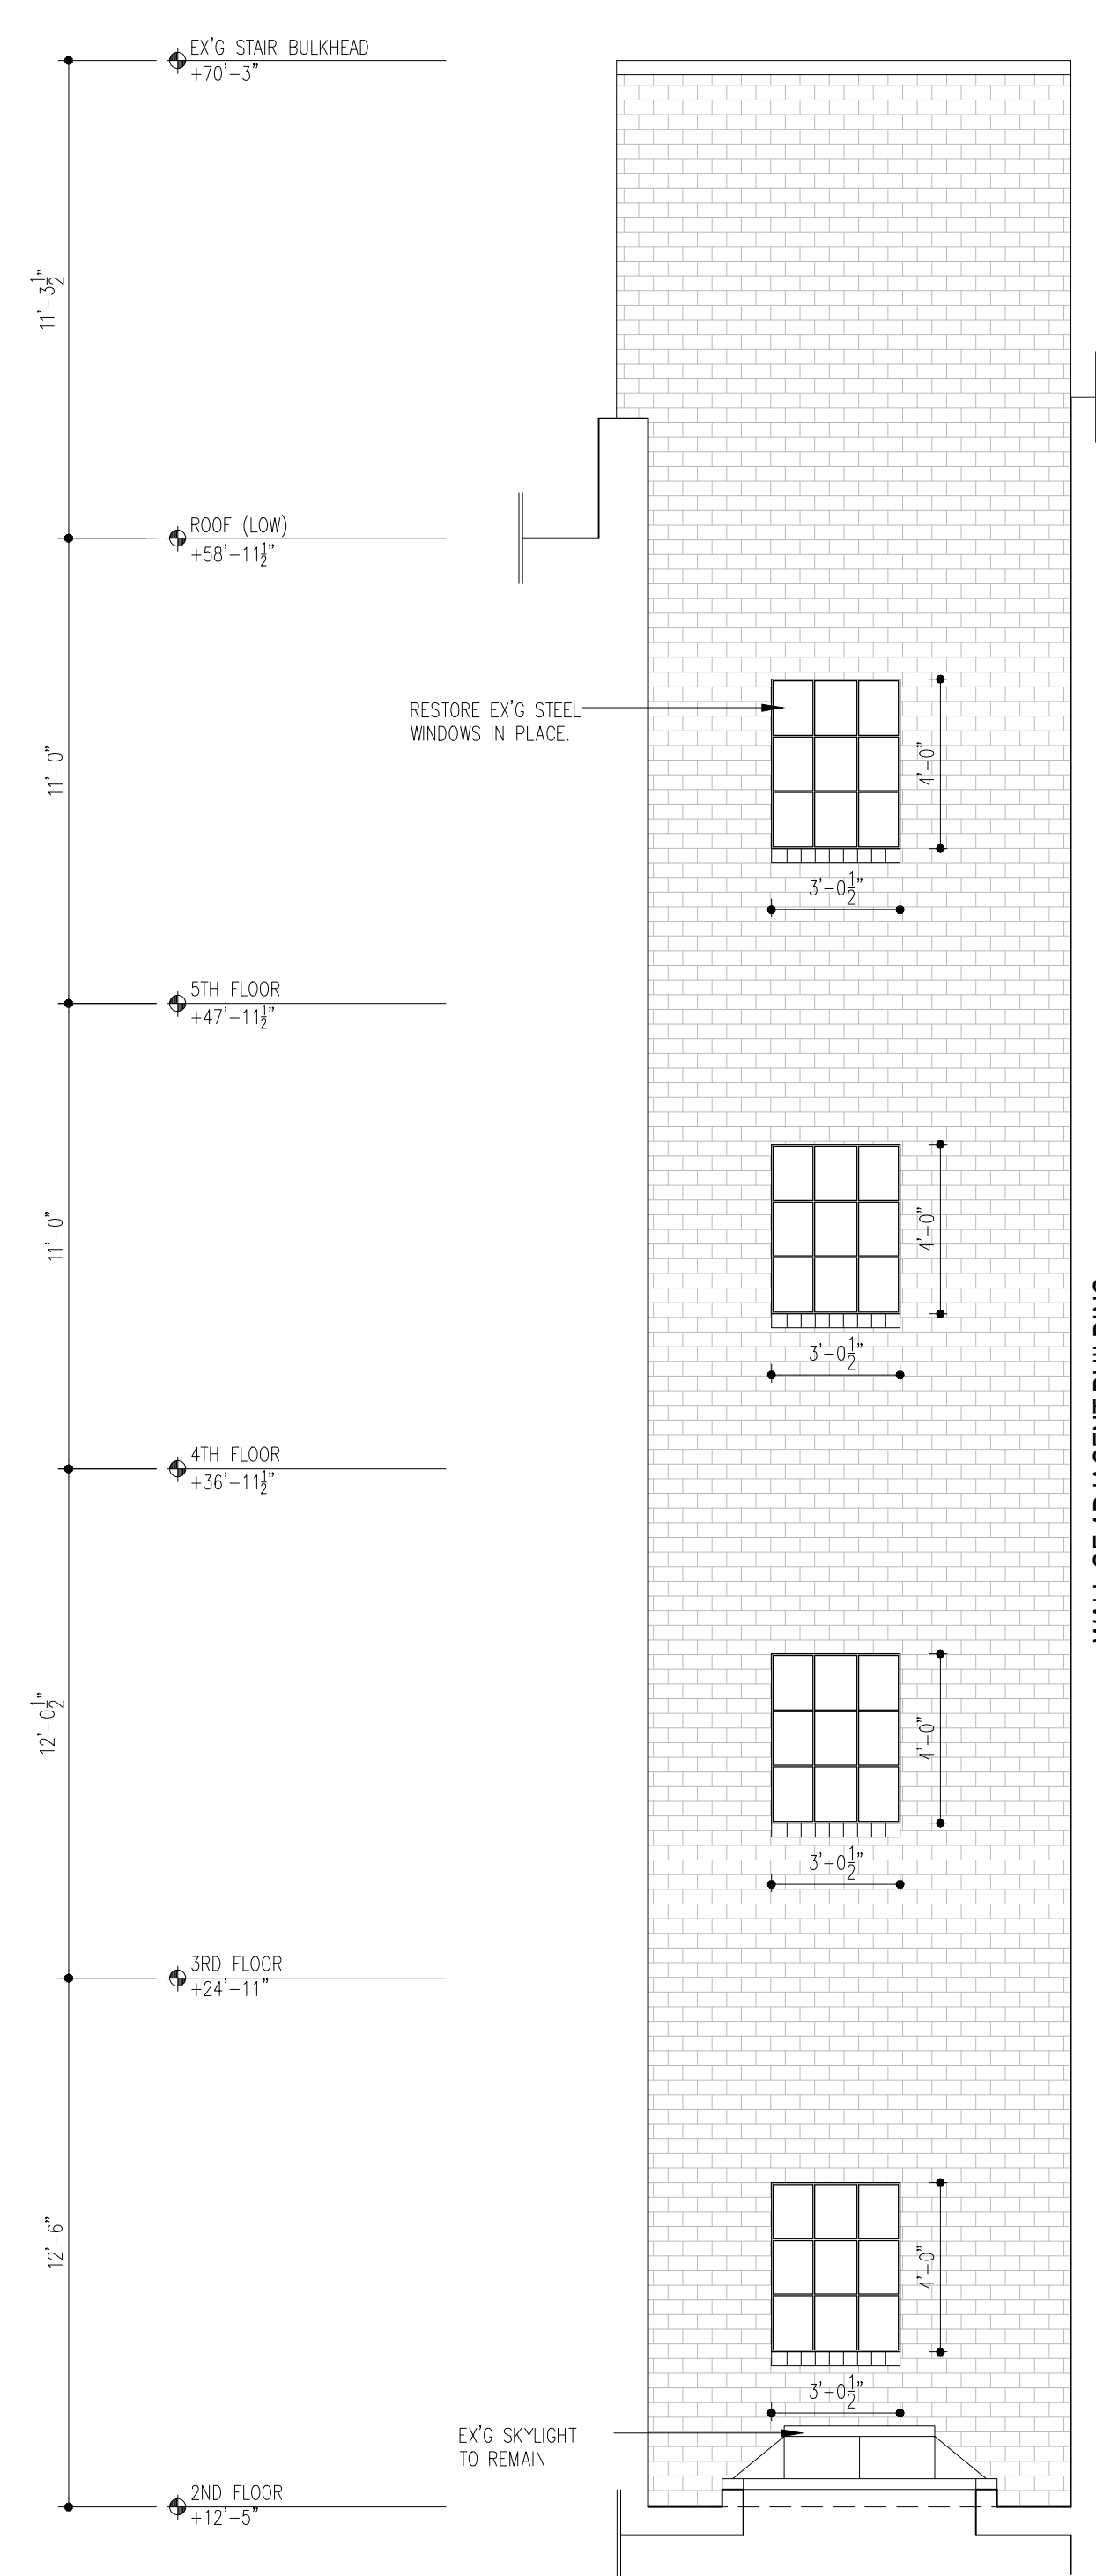 EX'G STAIR BULKHEAD
+70'-3"
11'-3½"
ROOF (LOW)
+58'-11½"
RESTORE EX'G STEEL
WINDOWS IN PLACE.
4'-0"
11'-0"
3'-0½"
5TH FLOOR
+47'-11½"
4'-0"
11'-0"
3'-0½"
4TH FLOOR
+36'-11½"
12'-0½"
4'-0"
3'-0½"
3RD FLOOR
+24'-11"
12'-6"
4'-0"
3'-0½"
EX'G SKYLIGHT
TO REMAIN
2ND FLOOR
+12'-5"